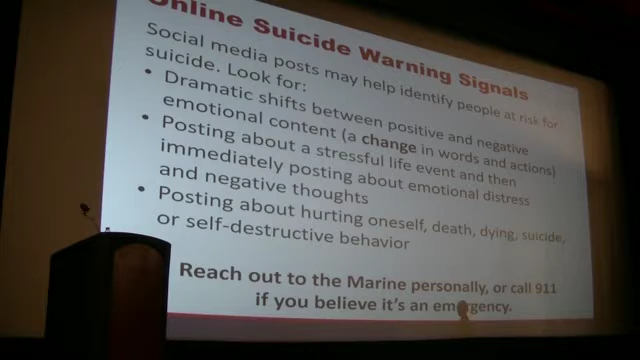 Online Suicide Warning Signals
Social media posts may help identify people at risk for
suicide. Look for:
• Dramatic shifts between positive and negative
emotional content (a change in words and actions)
• Posting about a stressful life event and then
immediately posting about emotional distress
and negative thoughts
• Posting about hurting oneself, death, dying, suicide,
or self-destructive behavior
Reach out to the Marine personally, or call 911
if you believe it's an emergency.